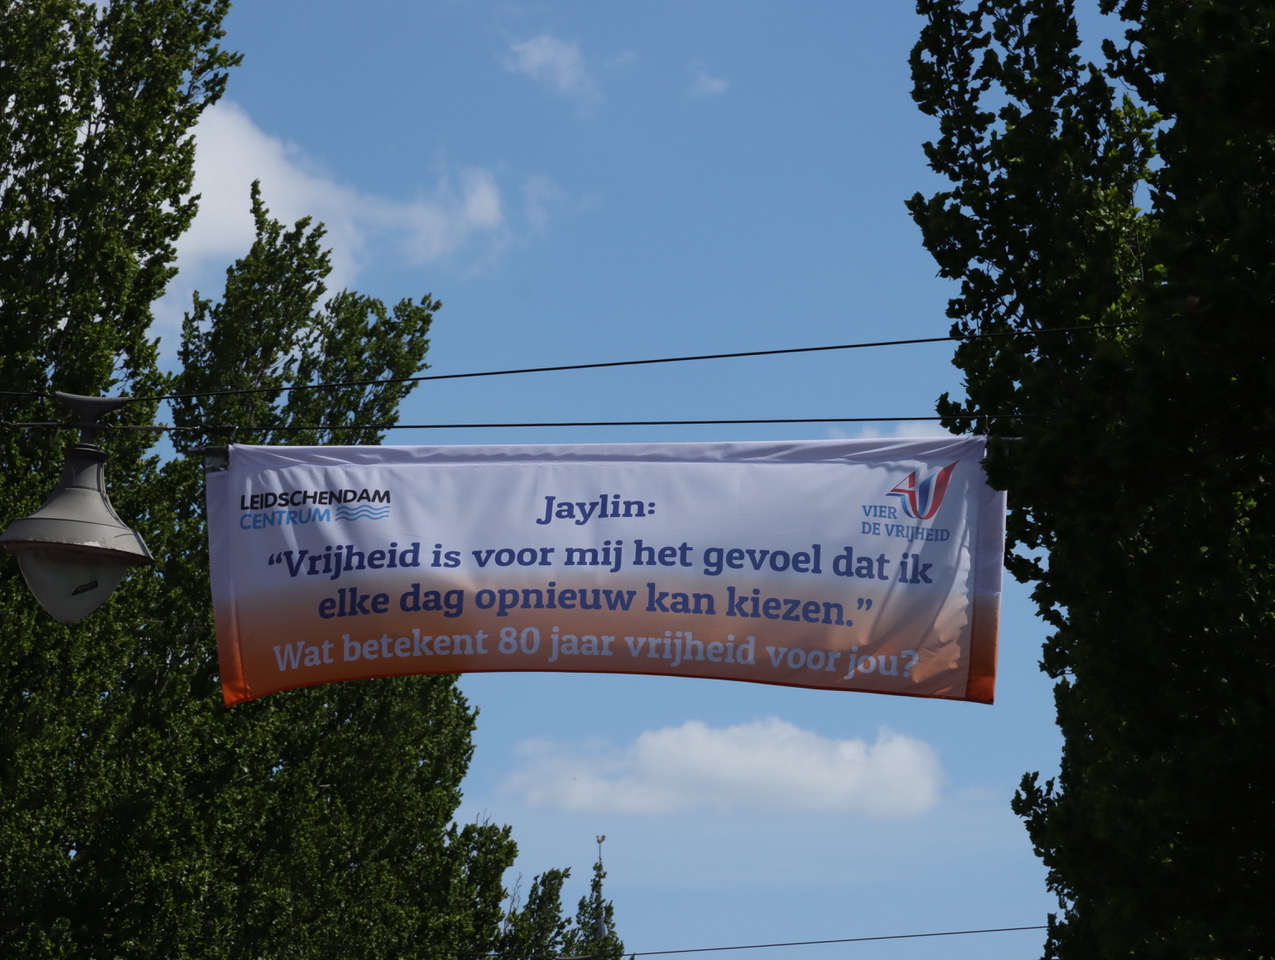 LEIDSCHENDAM
CENTRUM
Jaylin:
VIER
DE VRIJHEID
“Vrijheid is voor mij het gevoel dat ik
elke dag opnieuw kan kiezen.”
Wat betekent 80 jaar vrijheid voor jou?